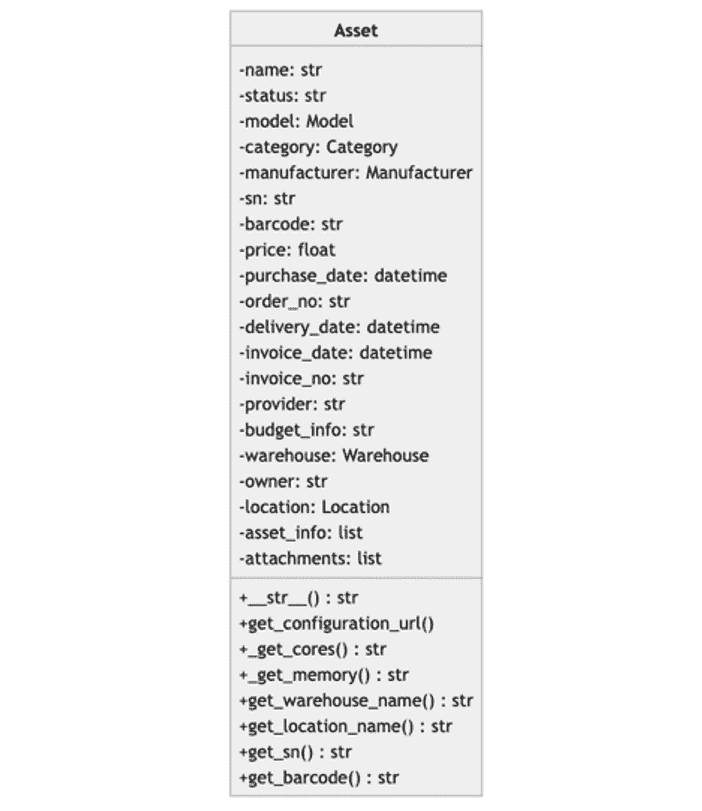 Asset
-name: str
-status: str
-model: Model
-category: Category
-manufacturer: Manufacturer
-sn: str
-barcode: str
-price: float
-purchase_date: datetime
-order_no: str
-delivery_date: datetime
-invoice_date: datetime
-invoice_no: str
-provider: str
-budget_info: str
-warehouse: Warehouse
-owner: str
-location: Location
-asset_info: list
-attachments: list
+__str__() : str
+get_configuration_url()
+_get_cores() : str
+_get_memory() : str
+get_warehouse_name() : str
+get_location_name() : str
+get_sn() : str
+get_barcode() : str